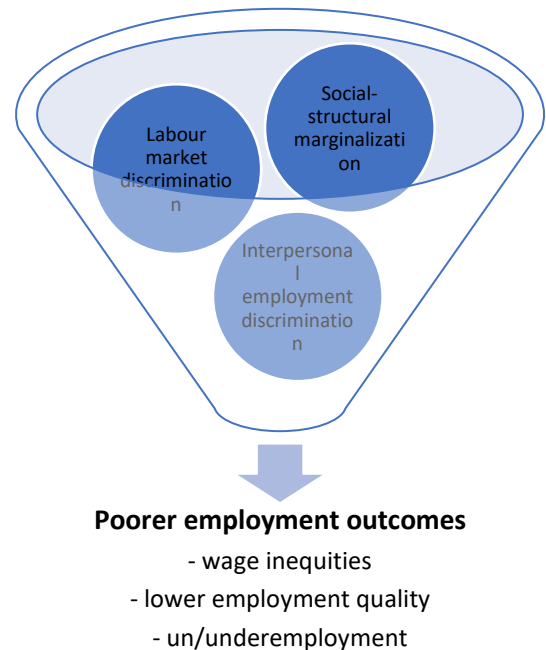 Social-
structural
marginalizati
on
Labour
market
discriminatio
n
Interpersona
l
employment
discriminatio
n
Poorer employment outcomes
- wage inequities
- lower employment quality
- un/underemployment